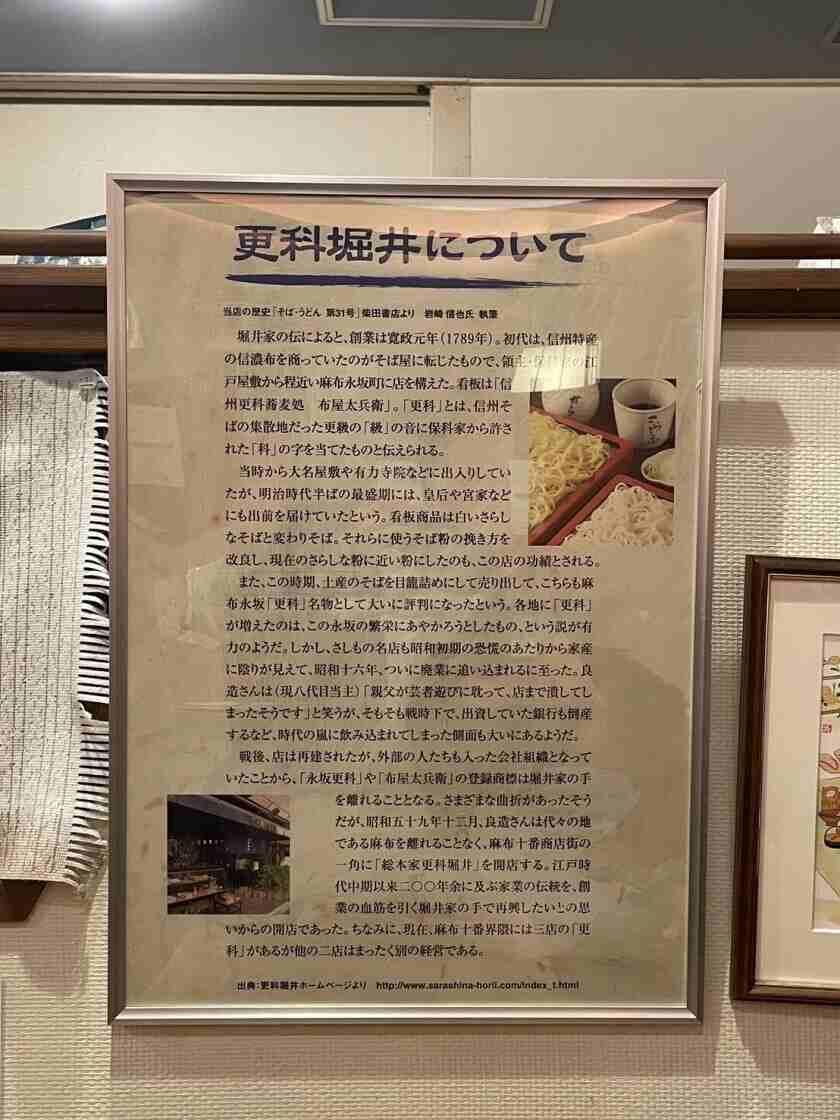 更科堀井について
当店の歴史「そば・うどん 第31号」柴田書店より 岩﨑 信也氏 執筆
堀井家の伝によると、創業は寛政元年(1789年)。初代は、信州特産
の信濃布を商っていたのがそば屋に転じたもので、領主・保科家の江
戸屋敷から程近い麻布永坂町に店を構えた。看板は「信
州更科蕎麦処 布屋太兵衛」。「更科」とは、信州そ
ばの集散地だった更級の「級」の音に保科家から許さ
れた「科」の字を当てたものと伝えられる。
当時から大名屋敷や有力寺院などに出入りしてい
たが、明治時代半ばの最盛期には、皇后や宮家など
にも出前を届けていたという。看板商品は白いさらし
なそばと変わりそば。それらに使うそば粉の挽き方を
改良し、現在のさらしな粉に近い粉にしたのも、この店の功績とされる。
また、この時期、土産のそばを目籠詰めにして売り出して、こちらも麻
布永坂「更科」名物として大いに評判になったという。各地に「更科」
が増えたのは、この永坂の繁栄にあやかろうとしたもの、という説が有
力のようだ。しかし、さしもの名店も昭和初期の恐慌のあたりから家産
に陰りが見えて、昭和十六年、ついに廃業に追い込まれるに至った。良
造さんは(現八代目当主)「親父が芸者遊びに耽って、店まで潰してし
まったそうです」と笑うが、そもそも戦時下で、出資していた銀行も倒産
するなど、時代の嵐に飲み込まれてしまった側面も大いにあるようだ。
戦後、店は再建されたが、外部の人たちも入った会社組織となって
いたことから、「永坂更科」や「布屋太兵衛」の登録商標は堀井家の手
を離れることとなる。さまざまな曲折があったそう
だが、昭和五十九年十二月、良造さんは代々の地
である麻布を離れることなく、麻布十番商店街の
一角に「総本家更科堀井」を開店する。江戸時
代中期以来二〇〇年余に及ぶ家業の伝統を、創
業の血筋を引く堀井家の手で再興したいとの思
いからの開店であった。ちなみに、現在、麻布十番界隈には三店の「更
科」があるが他の二店はまったく別の経営である。
出典:更科堀井ホームページより http://www.sarashina-horii.com/index_t.html